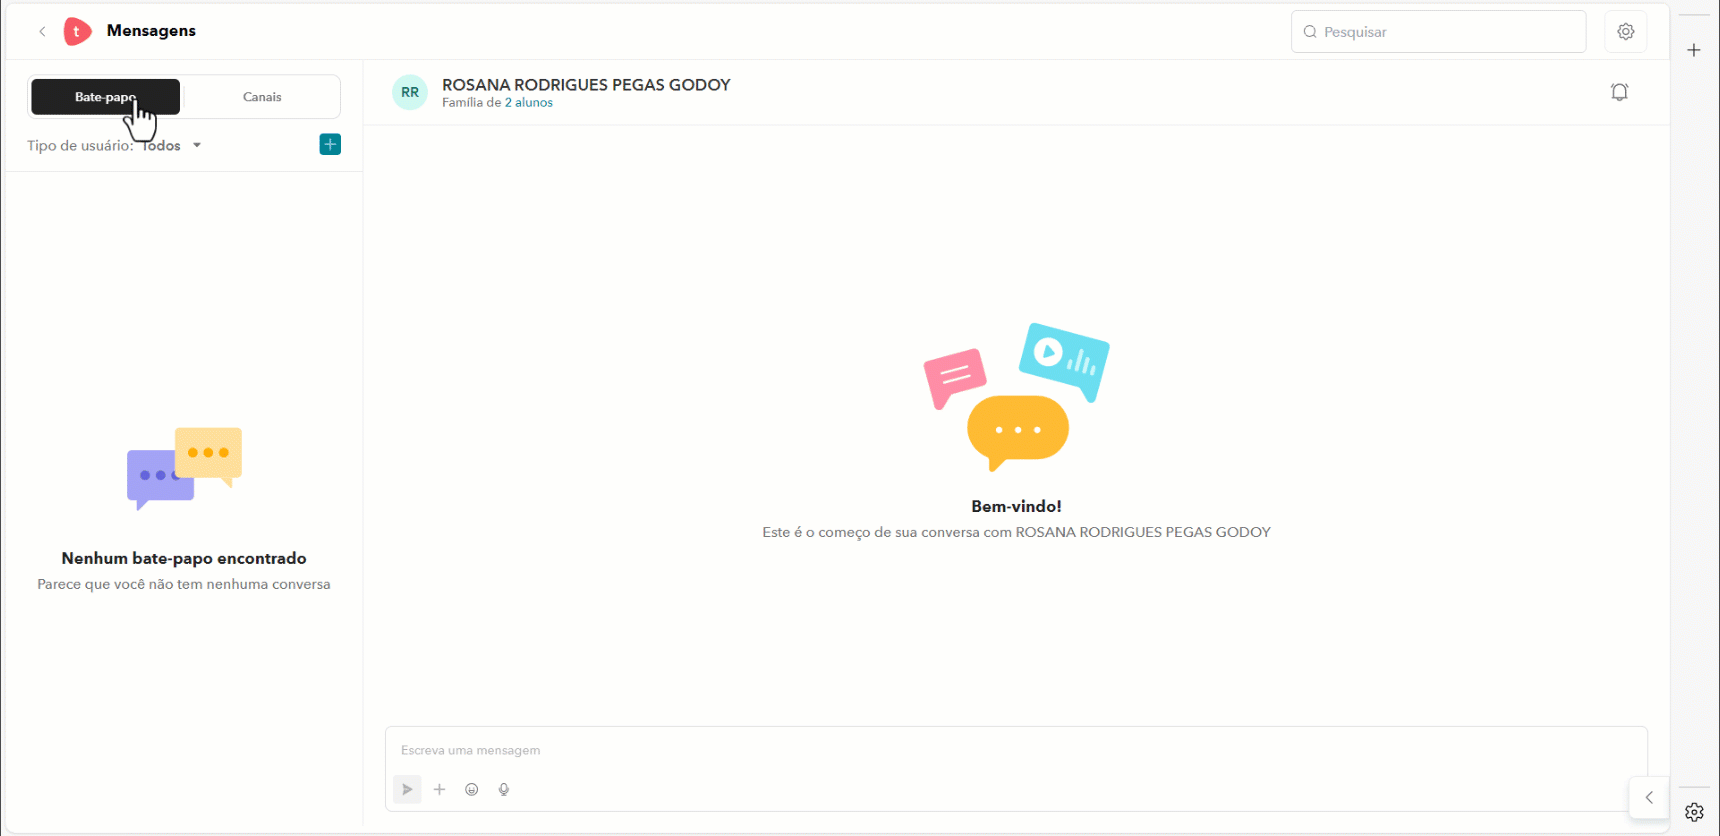 t Mensagens
Pesquisar
Bate-papo
Canais
Tipo de usuário: Todos
RR
ROSANA RODRIGUES PEGAS GODOY
Família de 2 alunos
Nenhum bate-papo encontrado
Parece que você não tem nenhuma conversa
Bem-vindo!
Este é o começo de sua conversa com ROSANA RODRIGUES PEGAS GODOY
Escreva uma mensagem